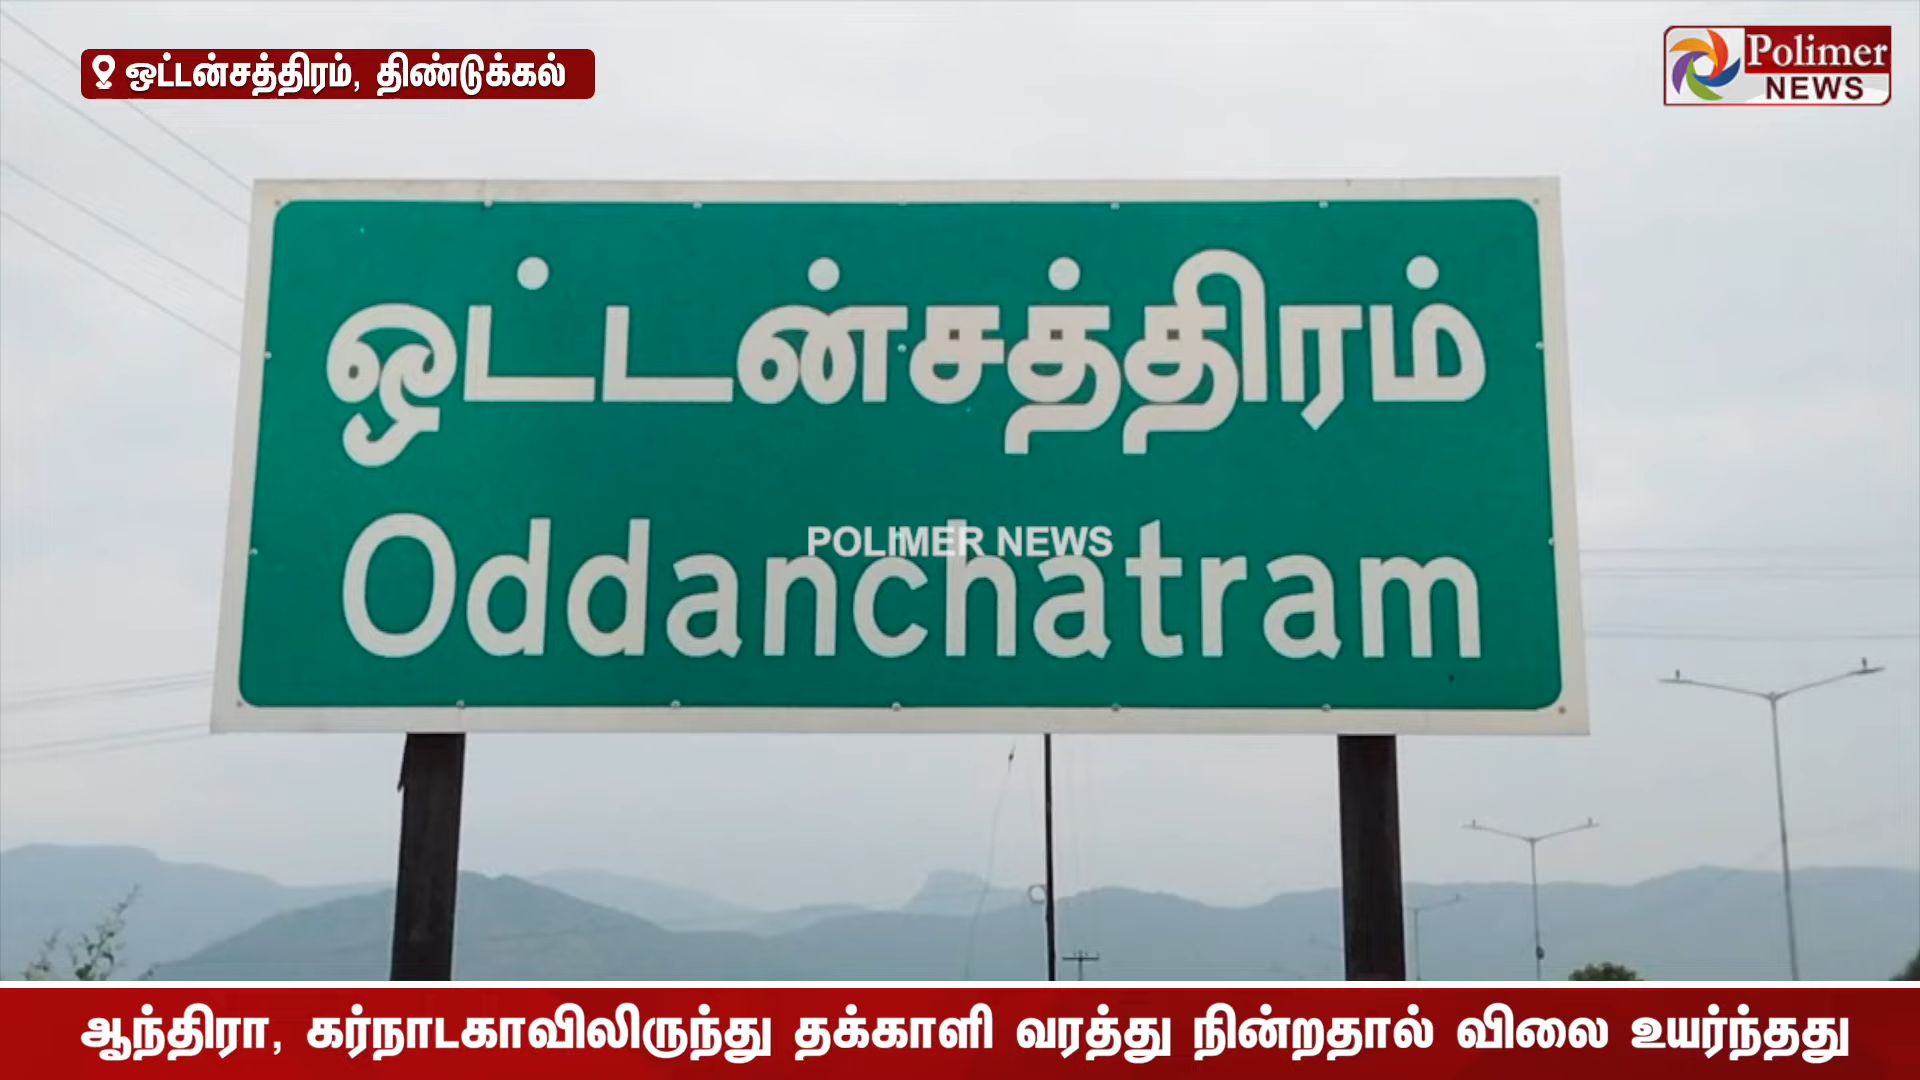 ஒட்டன்சத்திரம், திண்டுக்கல்
Polimer
NEWS
ஒட்டன்சத்திரம்
POLIMER NEWS
Oddanchatram
ஆந்திரா, கர்நாடகாவிலிருந்து தக்காளி வரத்து நின்றதால் விலை உயர்ந்தது